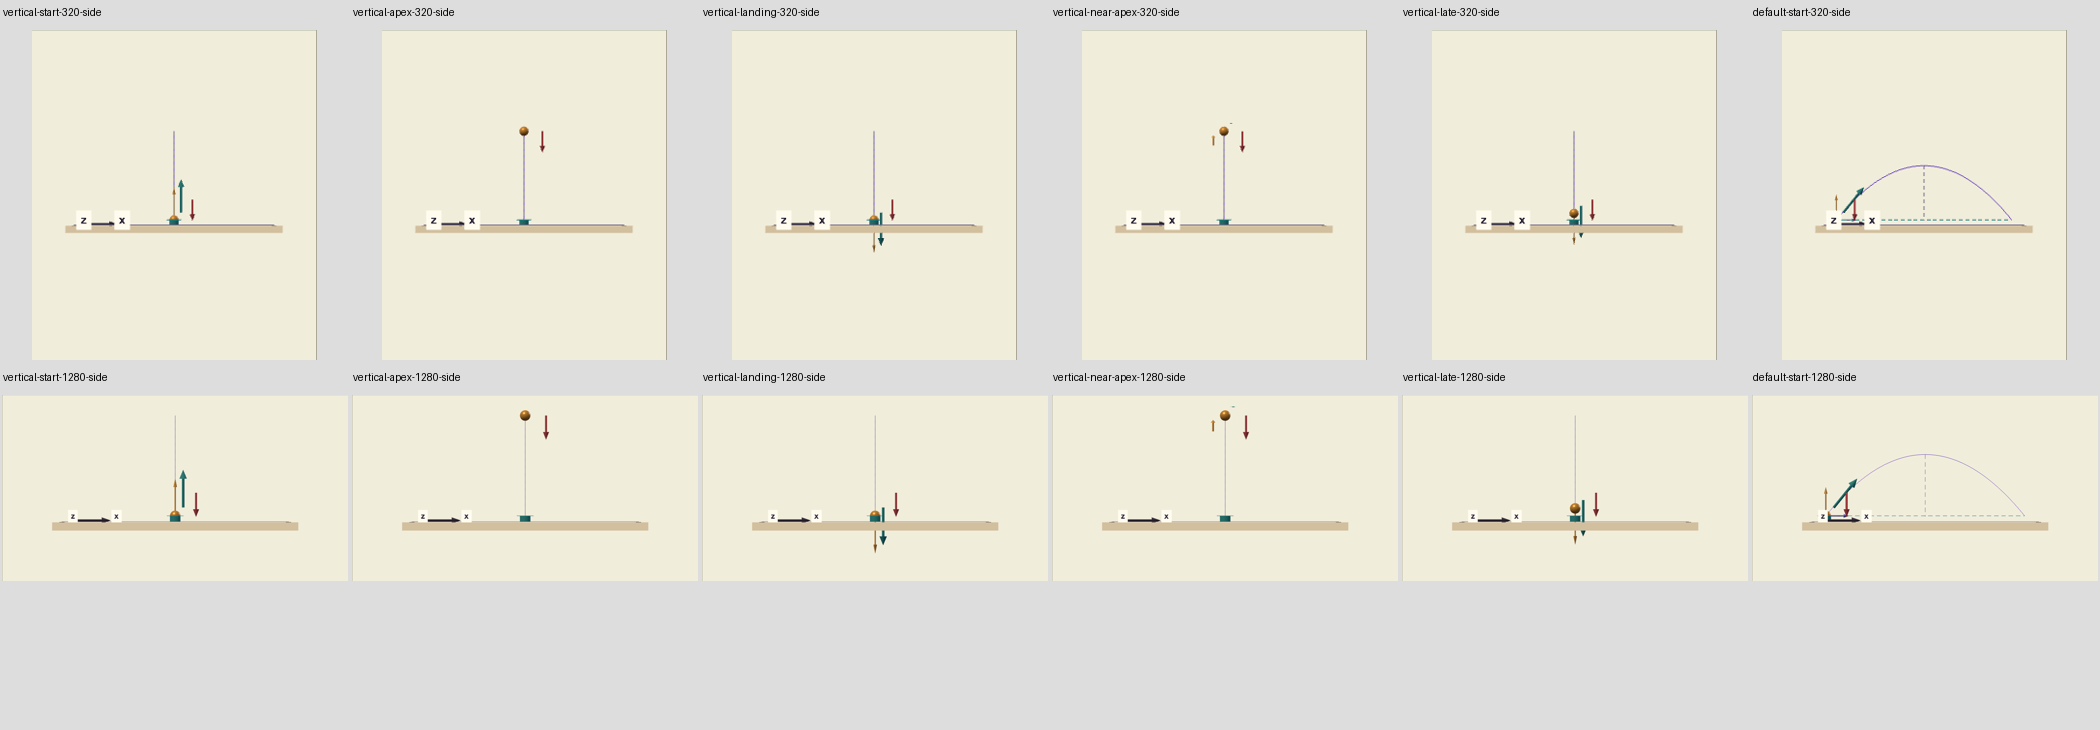 vertical-start-320-side
vertical-apex-320-side
vertical-landing-320-side
vertical-near-apex-320-side
vertical-late-320-side
default-start-320-side
z x
z x
z x
z x
z x
z x
vertical-start-1280-side
vertical-apex-1280-side
vertical-landing-1280-side
vertical-near-apex-1280-side
vertical-late-1280-side
default-start-1280-side
z x
z x
z x
z x
z x
z x